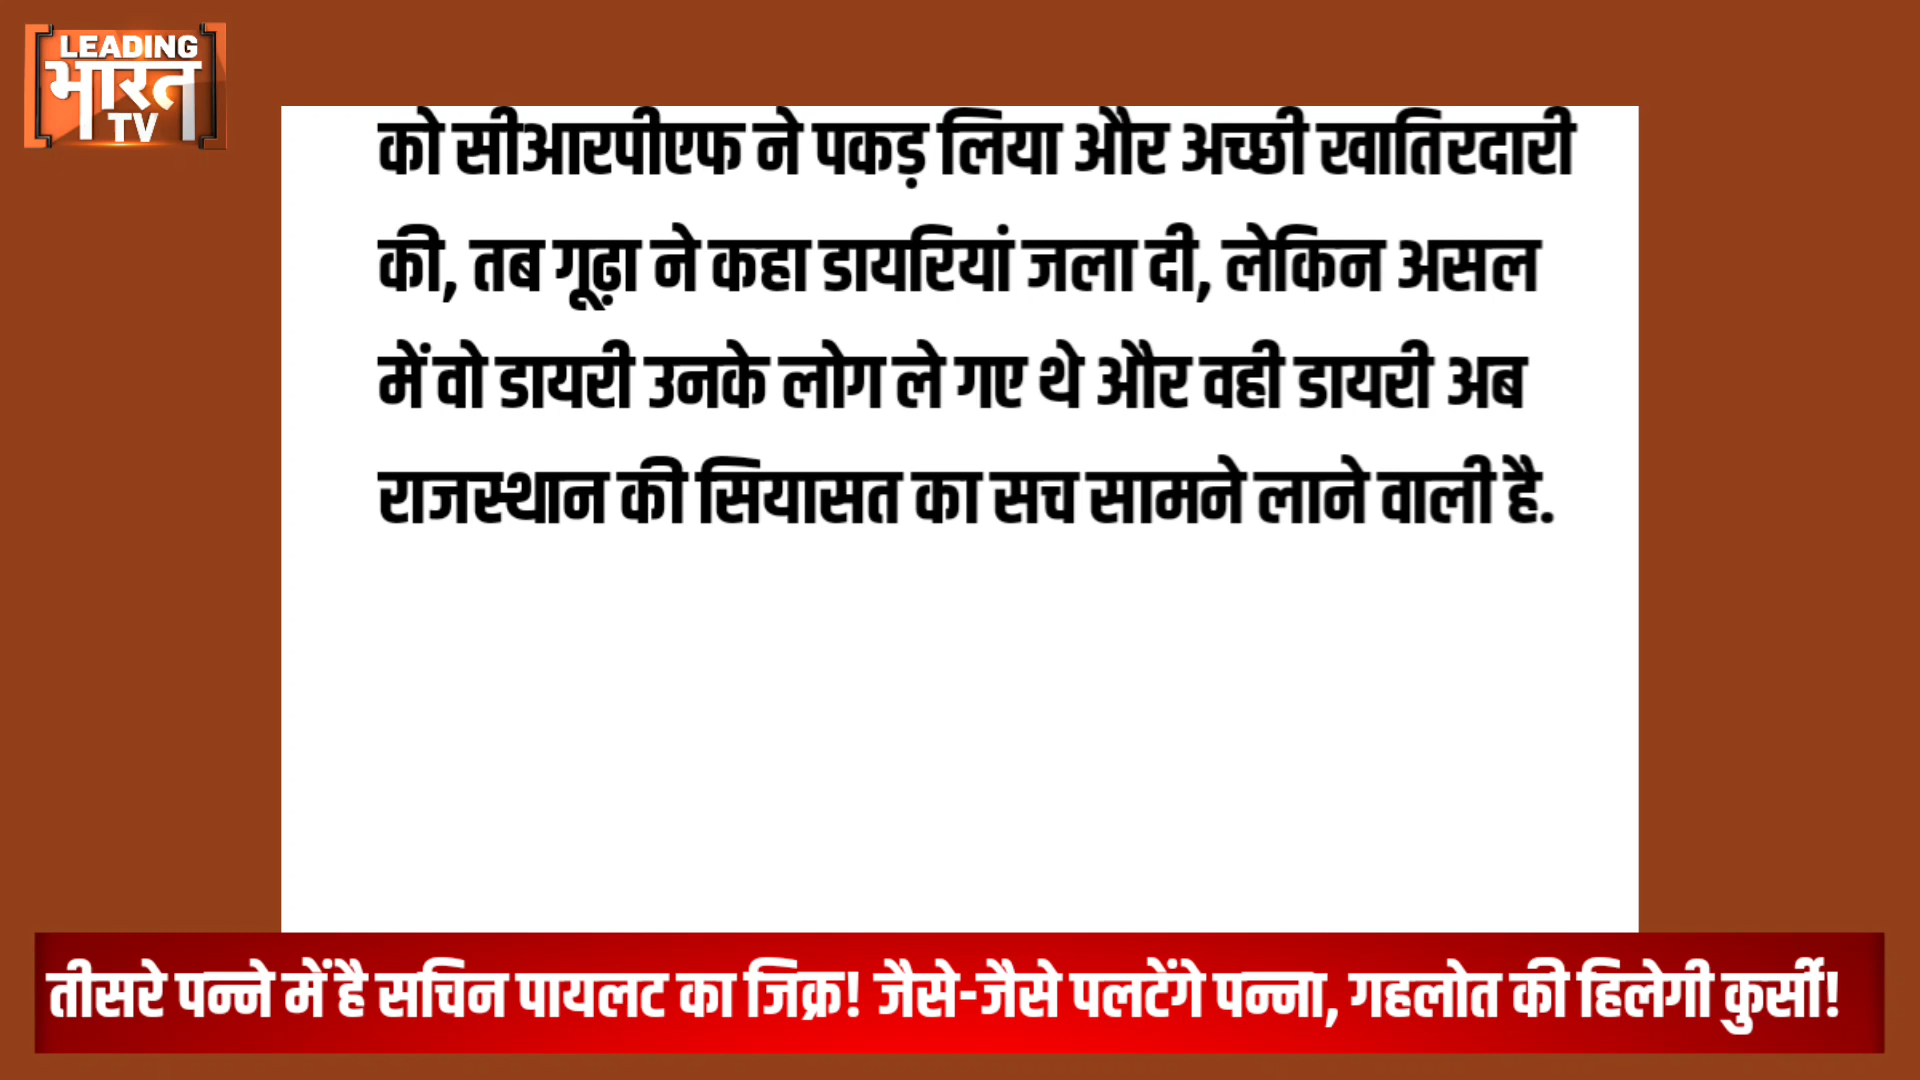 LEADING
भारत
TV
को सीआरपीएफ ने पकड़ लिया और अच्छी खातिरदारी
की, तब गूढ़ा ने कहा डायरियां जला दी, लेकिन असल
में वो डायरी उनके लोग ले गए थे और वही डायरी अब
राजस्थान की सियासत का सच सामने लाने वाली है.
तीसरे पन्ने में है सचिन पायलट का जिक्र! जैसे-जैसे पलटेंगे पन्ना, गहलोत की हिलेगी कुर्सी!